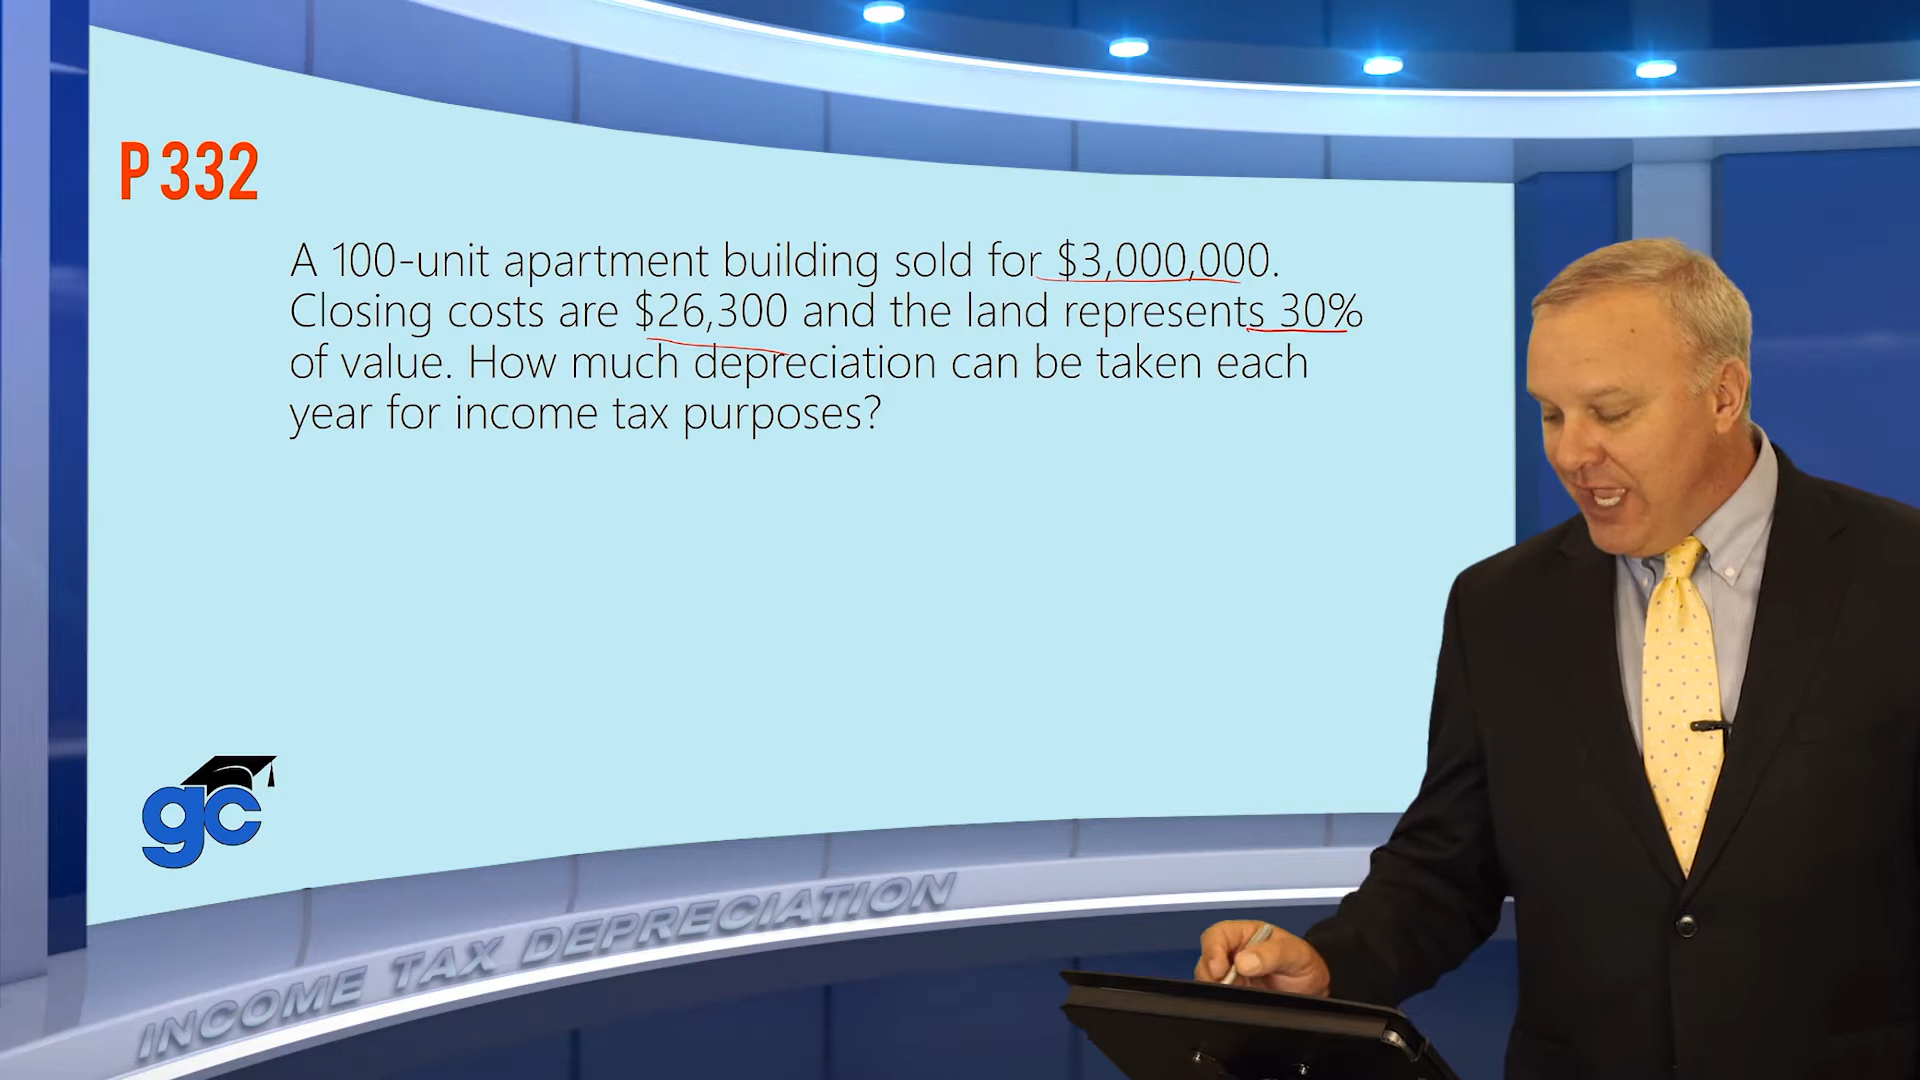 P 332
A 100-unit apartment building sold for $3,000,000.
Closing costs are $26,300 and the land represents 30%
of value. How much depreciation can be taken each
year for income tax purposes?
gc
INCOME TAX DEPRECIATION